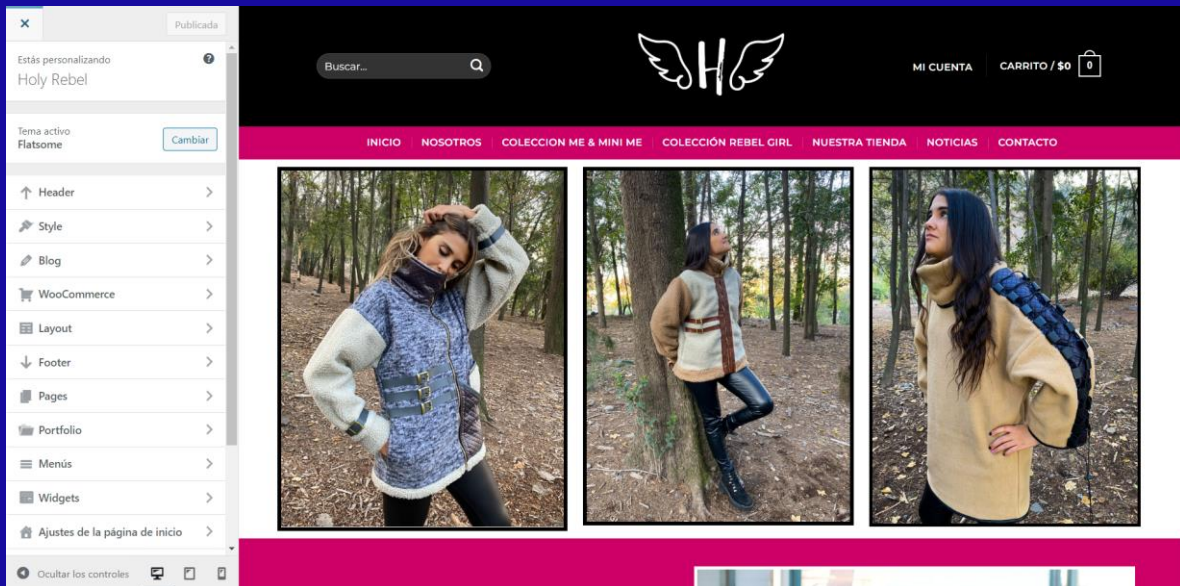 Publicada
Estás personalizando
Holy Rebel
Tema activo
Flatsome
Cambiar
Header
Style
Blog
WooCommerce
Layout
Footer
Pages
Portfolio
Menús
Widgets
Ajustes de la página de inicio
Ocultar los controles
Buscar...
H
MI CUENTA
CARRITO / $0
0
INICIO NOSOTROS COLECCION ME & MINI ME COLECCIÓN REBEL GIRL NUESTRA TIENDA NOTICIAS CONTACTO